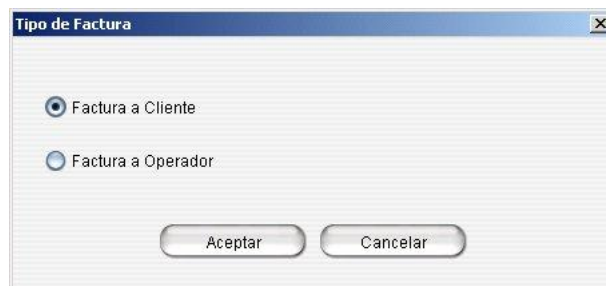 Tipo de Factura
Factura a Cliente
Factura a Operador
Aceptar Cancelar